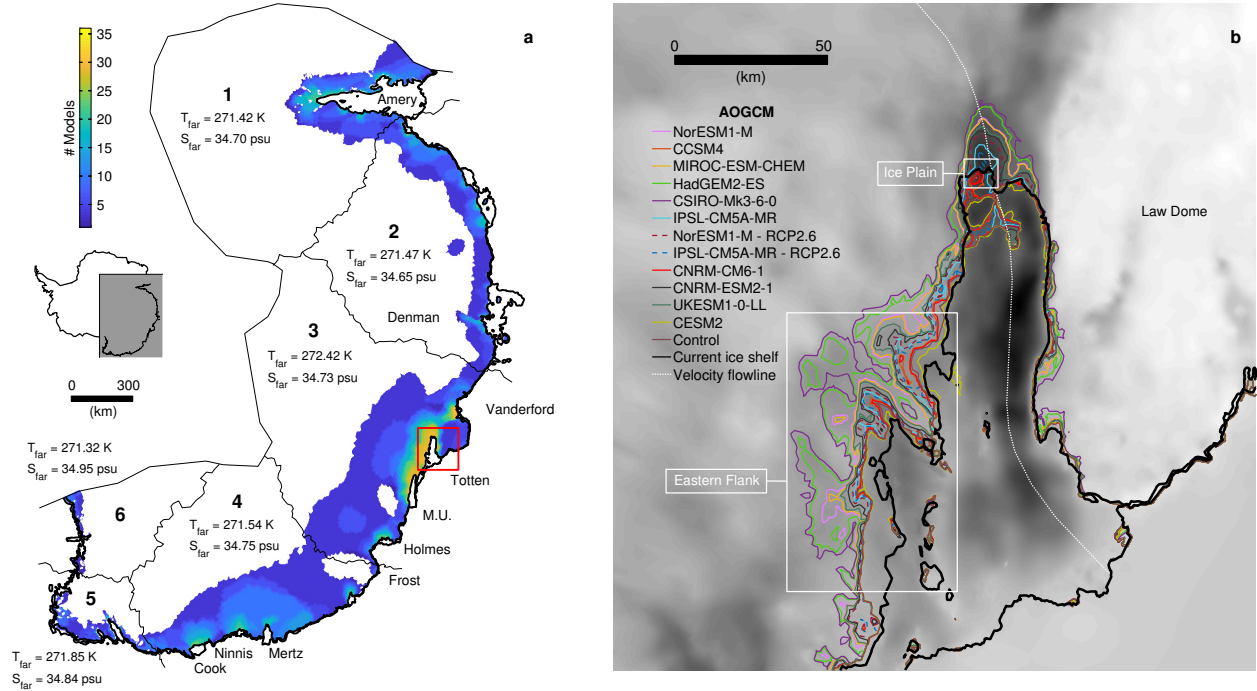 a
35
30
25
20
15
10
5
# Models
1
T_far = 271.42 K
S_far = 34.70 psu
Amery
2
T_far = 271.47 K
S_far = 34.65 psu
Denman
3
T_far = 272.42 K
S_far = 34.73 psu
0 300
(km)
Vanderford
T_far = 271.32 K
S_far = 34.95 psu
Totten
4
T_far = 271.54 K
S_far = 34.75 psu
6
M.U.
Holmes
Frost
5
T_far = 271.85 K
S_far = 34.84 psu
Ninnis
Mertz
Cook
b
0 50
(km)
AOGCM
NorESM1-M
CCSM4
MIROC-ESM-CHEM
HadGEM2-ES
CSIRO-Mk3-6-0
IPSL-CM5A-MR
NorESM1-M - RCP2.6
IPSL-CM5A-MR - RCP2.6
CNRM-CM6-1
CNRM-ESM2-1
UKESM1-0-LL
CESM2
Control
Current ice shelf
Velocity flowline
Ice Plain
Law Dome
Eastern Flank